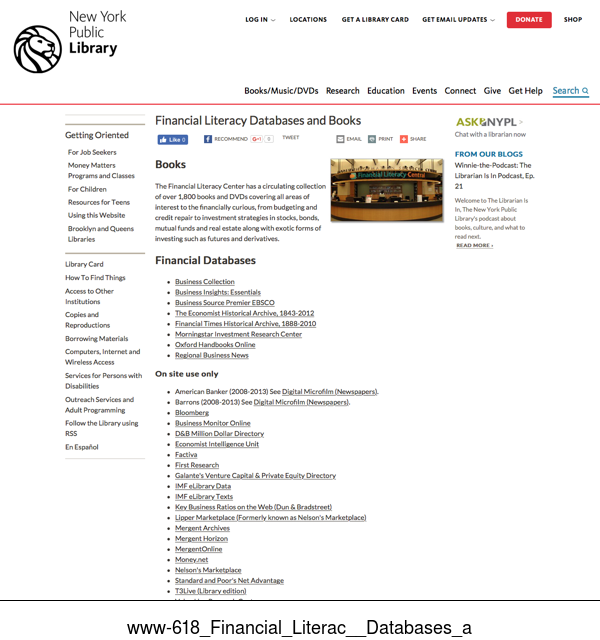 New York
Public
Library
LOG IN
LOCATIONS
GET A LIBRARY CARD
GET EMAIL UPDATES
DONATE
SHOP
Books/Music/DVDs Research Education Events Connect Give Get Help Search
Getting Oriented
For Job Seekers
Money Matters
Programs and Classes
For Children
Resources for Teens
Using this Website
Brooklyn and Queens
Libraries
Library Card
How To Find Things
Access to Other
Institutions
Copies and
Reproductions
Borrowing Materials
Computers, Internet and
Wireless Access
Services for Persons with
Disabilities
Outreach Services and
Adult Programming
Follow the Library using
RSS
En Español
Financial Literacy Databases and Books
Like 0
RECOMMEND
G+1 0
TWEET
EMAIL
PRINT
SHARE
Books
The Financial Literacy Center has a circulating collection
of over 1,800 books and DVDs covering all areas of
interest to the financially curious, from budgeting and
credit repair to investment strategies in stocks, bonds,
mutual funds and real estate along with exotic forms of
investing such as futures and derivatives.
Financial Literacy Central
Financial Databases
• Business Collection
• Business Insights: Essentials
• Business Source Premier EBSCO
• The Economist Historical Archive, 1843-2012
• Financial Times Historical Archive, 1888-2010
• Morningstar Investment Research Center
• Oxford Handbooks Online
• Regional Business News
On site use only
• American Banker (2008-2013) See Digital Microfilm (Newspapers).
• Barrons (2008-2013) See Digital Microfilm (Newspapers).
• Bloomberg
• Business Monitor Online
• D&B Million Dollar Directory
• Economist Intelligence Unit
• Factiva
• First Research
• Galante's Venture Capital & Private Equity Directory
• IMF eLibrary Data
• IMF eLibrary Texts
• Key Business Ratios on the Web (Dun & Bradstreet)
• Lipper Marketplace (Formerly known as Nelson's Marketplace)
• Mergent Archives
• Mergent Horizon
• MergentOnline
• Money.net
• Nelson's Marketplace
• Standard and Poor's Net Advantage
• T3Live (Library edition)
ASK NYPL >
Chat with a librarian now
FROM OUR BLOGS
Winnie-the-Podcast: The
Librarian Is In Podcast, Ep.
21
Welcome to The Librarian Is
In, The New York Public
Library's podcast about
books, culture, and what to
read next.
READ MORE ›
www-618_Financial_Literac__Databases_a